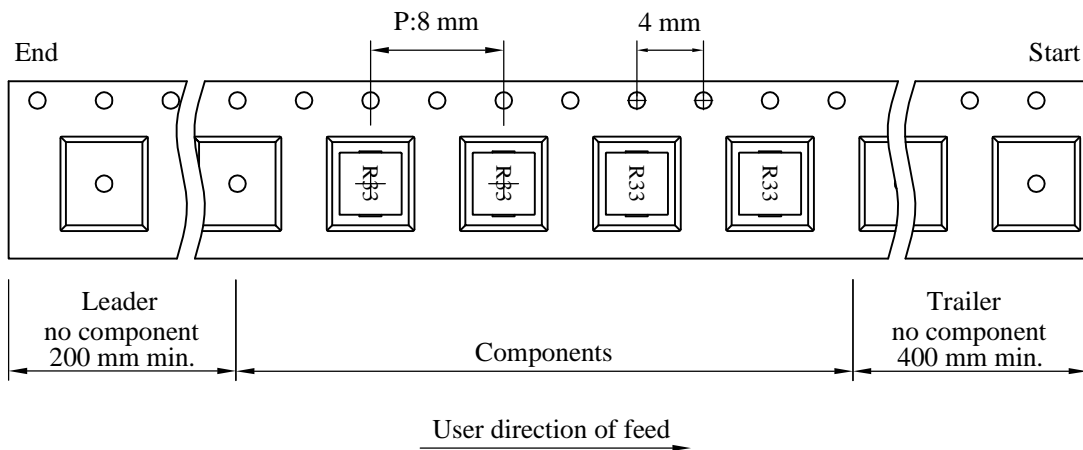 P:8 mm
4 mm
End
Start
R33
R33
R33
R33
Leader
no component
200 mm min.
Components
Trailer
no component
400 mm min.
User direction of feed